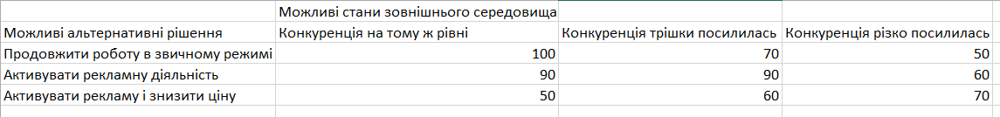 Можливі стани зовнішнього середовища
Можливі альтернативні рішення Конкуренція на тому ж рівні Конкуренція трішки посилилась Конкуренція різко посилилась
Продовжити роботу в звичному режимі 100 70 50
Активувати рекламну діяльність 90 90 60
Активувати рекламу і знизити ціну 50 60 70